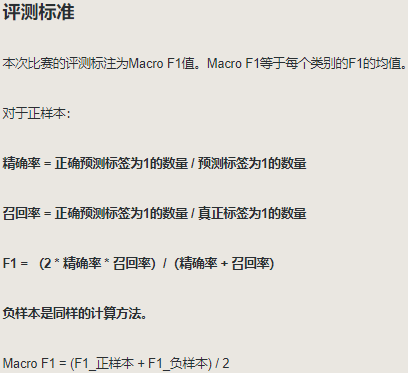 评测标准
本次比赛的评测标注为Macro F1值。Macro F1等于每个类别的F1的均值。
对于正样本：
精确率 = 正确预测标签为1的数量 / 预测标签为1的数量
召回率 = 正确预测标签为1的数量 / 真正标签为1的数量
F1 = （2 * 精确率 * 召回率）/（精确率 + 召回率）
负样本是同样的计算方法。
Macro F1 = (F1_正样本 + F1_负样本) / 2